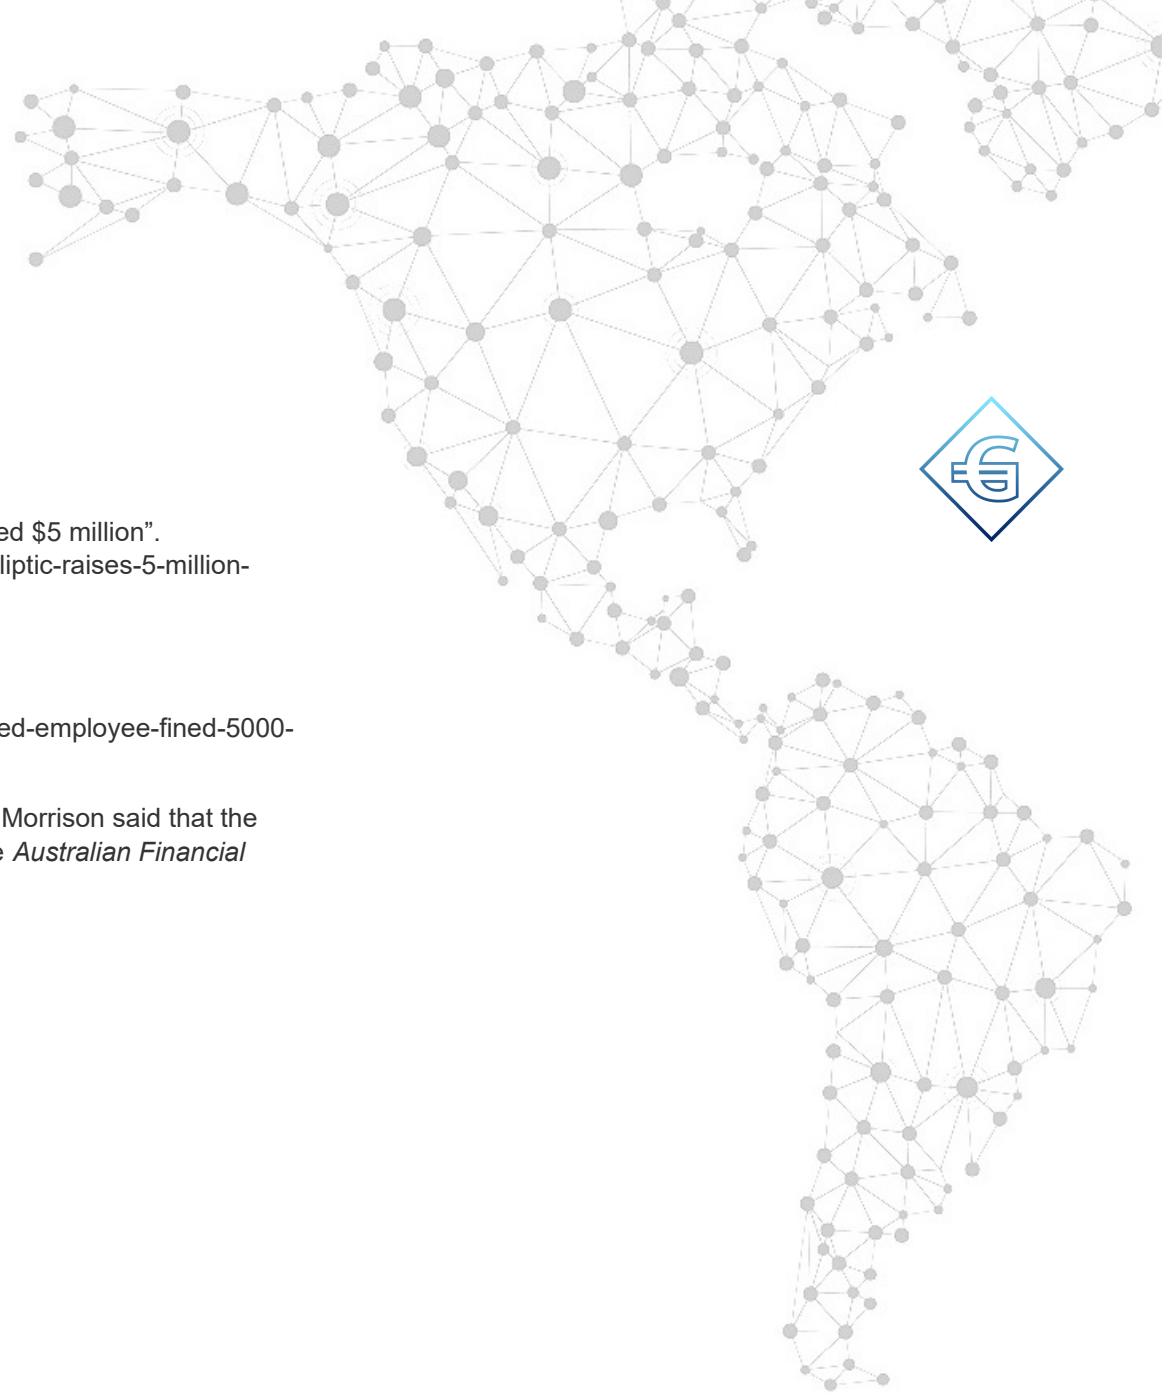 ed $5 million”.
liptic-raises-5-million-
ed-employee-fined-5000-
Morrison said that the
e Australian Financial